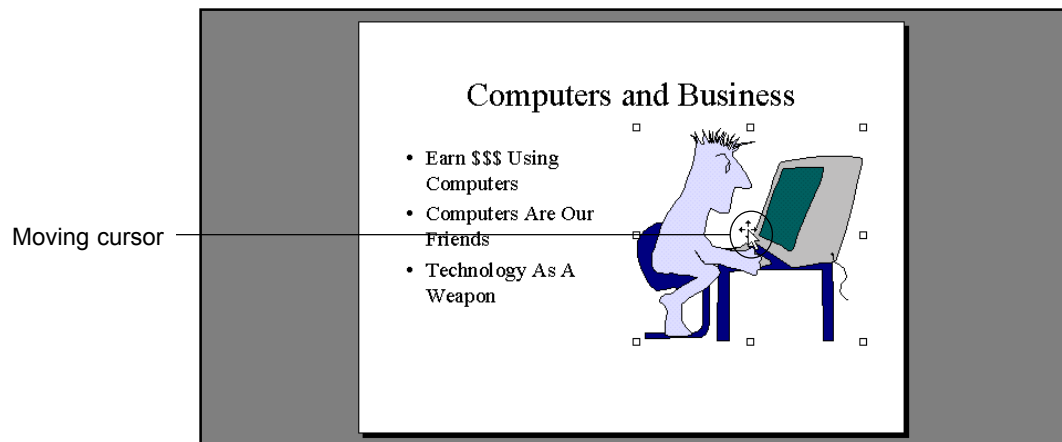 Computers and Business
• Earn $$$ Using
Computers
• Computers Are Our
Friends
• Technology As A
Weapon
Moving cursor